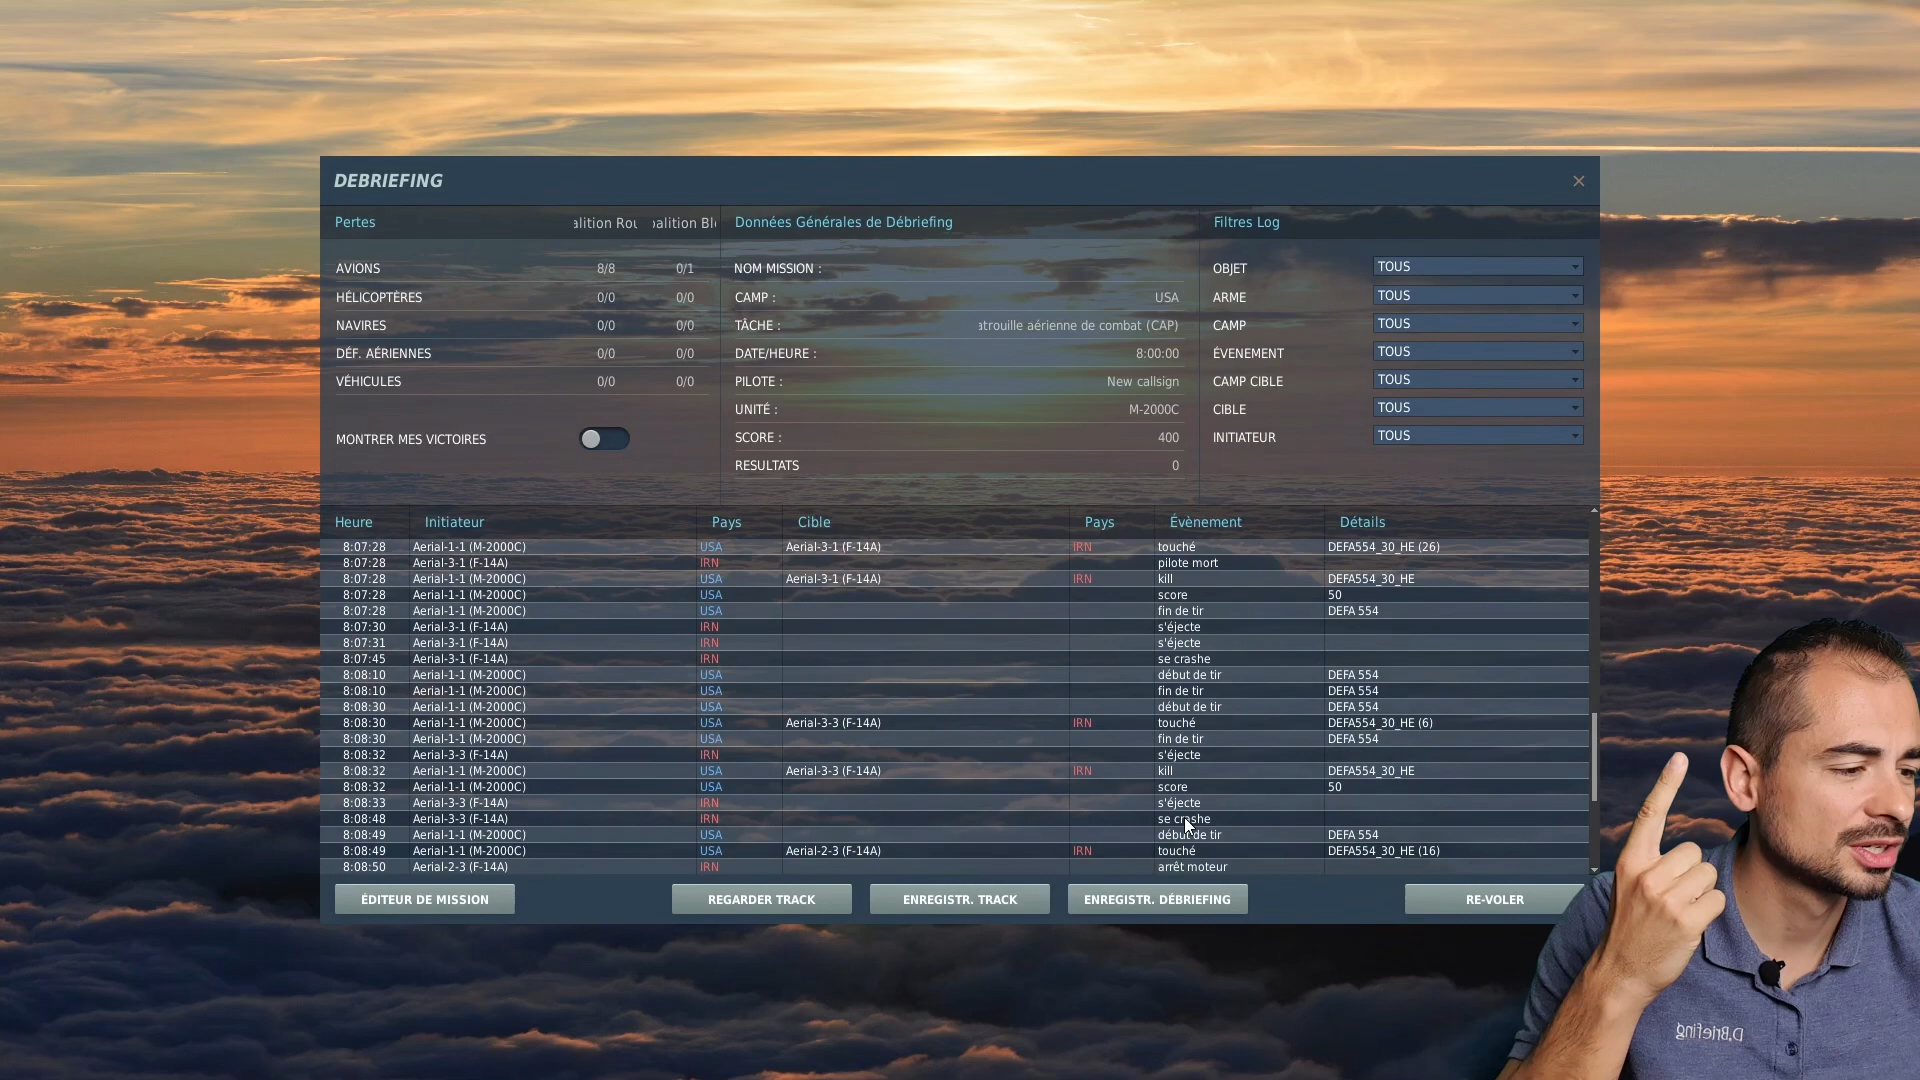 DEBRIEFING
Pertes
alition Rou
oalition Ble
AVIONS 8/8 0/1
HÉLICOPTÈRES 0/0 0/0
NAVIRES 0/0 0/0
DÉF. AÉRIENNES 0/0 0/0
VÉHICULES 0/0 0/0
MONTRER MES VICTOIRES
Données Générales de Débriefing
NOM MISSION :
CAMP : USA
TÂCHE : atrouille aérienne de combat (CAP)
DATE/HEURE : 8:00:00
PILOTE : New callsign
UNITÉ : M-2000C
SCORE : 400
RESULTATS 0
Filtres Log
OBJET TOUS
ARME TOUS
CAMP TOUS
ÉVENEMENT TOUS
CAMP CIBLE TOUS
CIBLE TOUS
INITIATEUR TOUS
Heure Initiateur Pays Cible Pays Évènement Détails
8:07:28 Aerial-1-1 (M-2000C) USA Aerial-3-1 (F-14A) IRN touché DEFA554_30_HE (26)
8:07:28 Aerial-3-1 (F-14A) IRN pilote mort
8:07:28 Aerial-1-1 (M-2000C) USA Aerial-3-1 (F-14A) IRN kill DEFA554_30_HE
8:07:28 Aerial-1-1 (M-2000C) USA score 50
8:07:28 Aerial-1-1 (M-2000C) USA fin de tir DEFA 554
8:07:30 Aerial-3-1 (F-14A) IRN s'éjecte
8:07:31 Aerial-3-1 (F-14A) IRN s'éjecte
8:07:45 Aerial-3-1 (F-14A) IRN se crashe
8:08:10 Aerial-1-1 (M-2000C) USA début de tir DEFA 554
8:08:10 Aerial-1-1 (M-2000C) USA fin de tir DEFA 554
8:08:30 Aerial-1-1 (M-2000C) USA début de tir DEFA 554
8:08:30 Aerial-1-1 (M-2000C) USA Aerial-3-3 (F-14A) IRN touché DEFA554_30_HE (6)
8:08:30 Aerial-1-1 (M-2000C) USA fin de tir DEFA 554
8:08:32 Aerial-3-3 (F-14A) IRN s'éjecte
8:08:32 Aerial-1-1 (M-2000C) USA Aerial-3-3 (F-14A) IRN kill DEFA554_30_HE
8:08:32 Aerial-1-1 (M-2000C) USA score 50
8:08:33 Aerial-3-3 (F-14A) IRN s'éjecte
8:08:48 Aerial-3-3 (F-14A) IRN se crashe
8:08:49 Aerial-1-1 (M-2000C) USA début de tir DEFA 554
8:08:49 Aerial-1-1 (M-2000C) USA Aerial-2-3 (F-14A) IRN touché DEFA554_30_HE (16)
8:08:50 Aerial-2-3 (F-14A) IRN arrêt moteur
ÉDITEUR DE MISSION
REGARDER TRACK
ENREGISTR. TRACK
ENREGISTR. DÉBRIEFING
RE-VOLER
D.Briefing